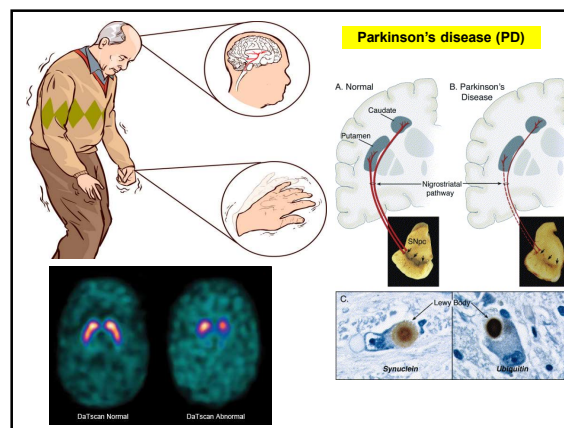 Parkinson's disease (PD)
A. Normal
B. Parkinson's
Disease
Caudate
Putamen
Nigrostriatal
pathway
SNpc
C.
Lewy Body
Synuclein
Ubiquitin
DaTscan Normal
DaTscan Abnormal